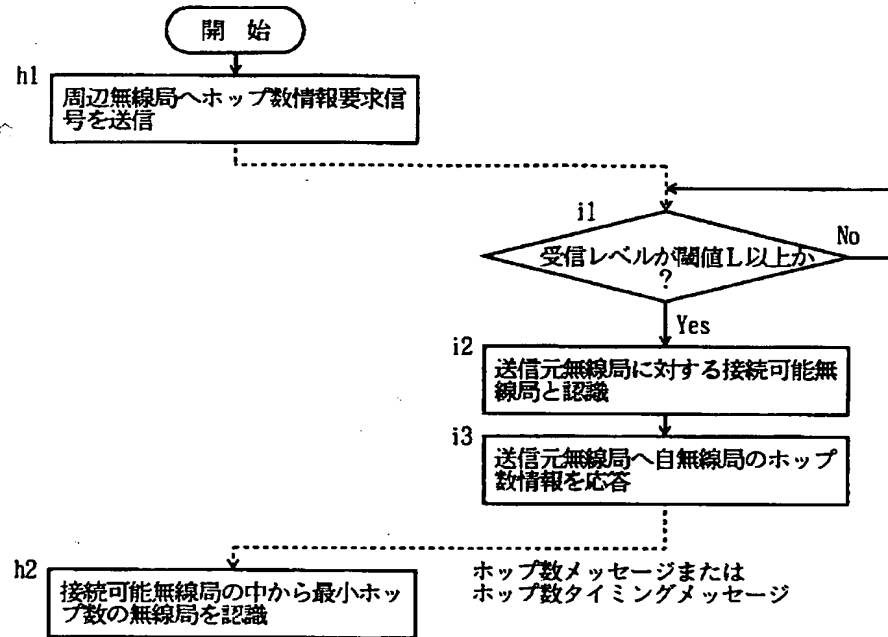 開 始
h1
周辺無線局へホップ数情報要求信
号を送信
i1
受信レベルが閾値L以上か
?
No
Yes
i2
送信元無線局に対する接続可能無
線局と認識
i3
送信元無線局へ自無線局のホップ
数情報を応答
h2
接続可能無線局の中から最小ホッ
プ数の無線局を認識
ホップ数メッセージまたは
ホップ数タイミングメッセージ